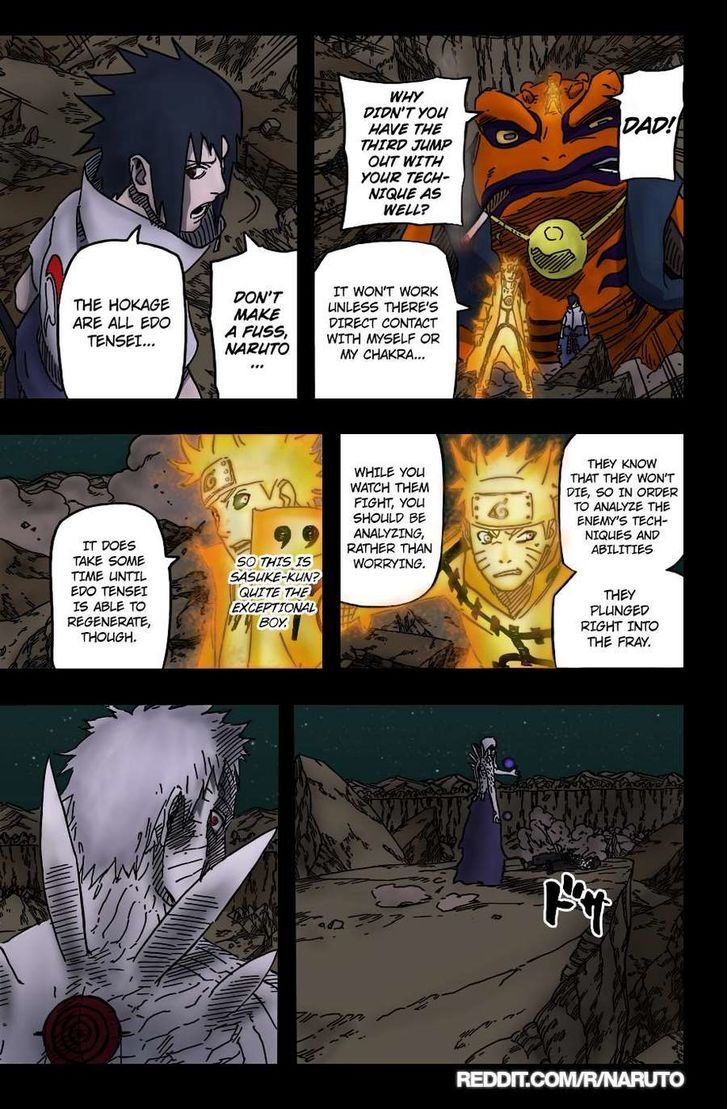 DAD!
WHY
DIDN'T YOU
HAVE THE
THIRD JUMP
OUT WITH
YOUR TECH-
NIQUE AS
WELL?
IT WON'T WORK
UNLESS THERE'S
DIRECT CONTACT
WITH MYSELF OR
MY CHAKRA...
DON'T
MAKE
A FUSS,
NARUTO
...
THE HOKAGE
ARE ALL EDO
TENSEI...
THEY KNOW
THAT THEY WON'T
DIE, SO IN ORDER
TO ANALYZE THE
ENEMY'S TECH-
NIQUES AND
ABILITIES
THEY
PLUNGED
RIGHT INTO
THE FRAY.
WHILE YOU
WATCH THEM
FIGHT, YOU
SHOULD BE
ANALYZING,
RATHER THAN
WORRYING.
SO THIS IS
SASUKE-KUN?
QUITE THE
EXCEPTIONAL
BOY.
IT DOES
TAKE SOME
TIME UNTIL
EDO TENSEI
IS ABLE TO
REGENERATE,
THOUGH.
ドサ
REDDIT.COM/R/NARUTO